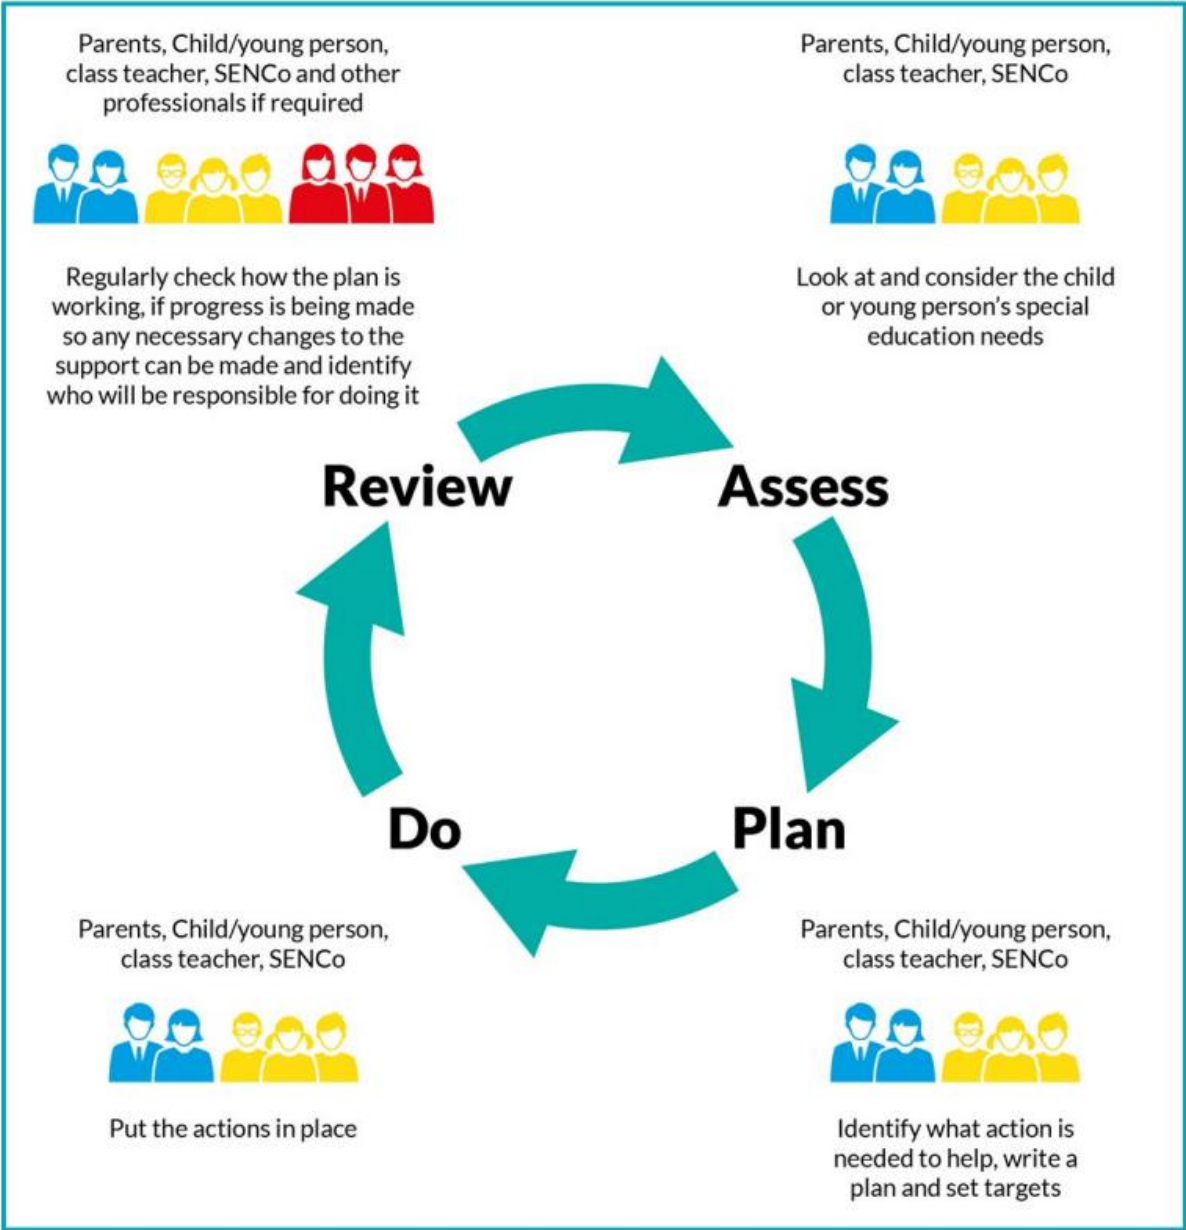 Parents, Child/young person,
class teacher, SENCo and other
professionals if required
Regularly check how the plan is
working, if progress is being made
so any necessary changes to the
support can be made and identify
who will be responsible for doing it
Parents, Child/young person,
class teacher, SENCo
Look at and consider the child
or young person's special
education needs
Review
Assess
Do
Plan
Parents, Child/young person,
class teacher, SENCo
Put the actions in place
Parents, Child/young person,
class teacher, SENCo
Identify what action is
needed to help, write a
plan and set targets